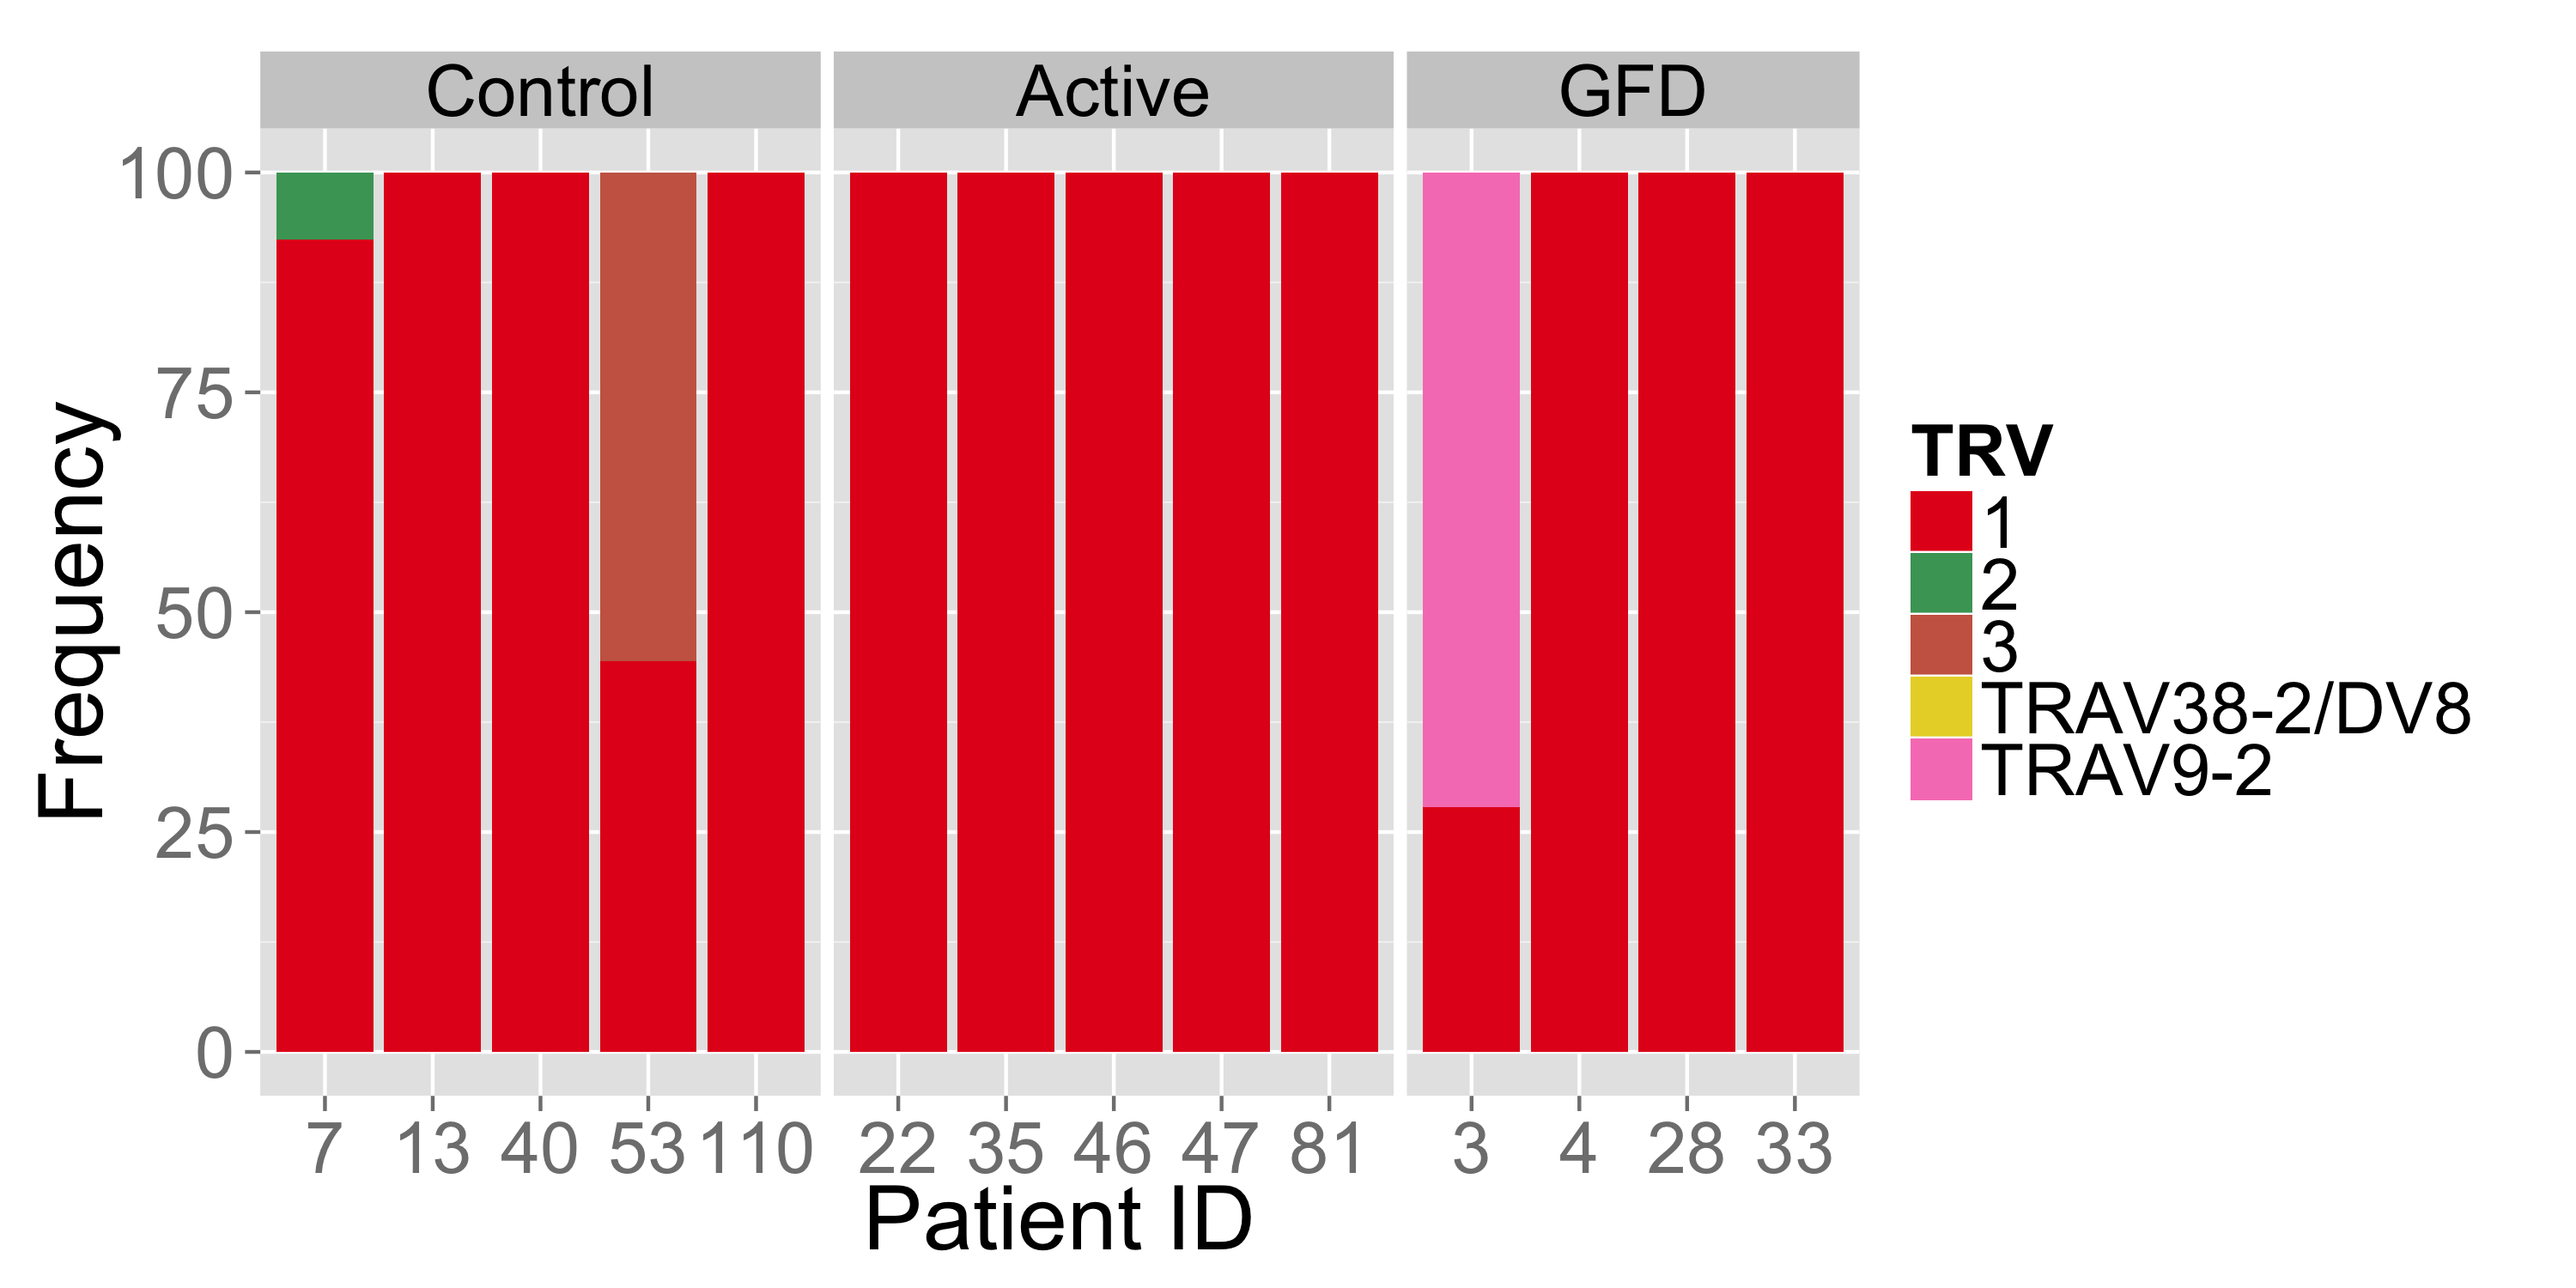 Control Active GFD
100
75
50
25
0
Frequency
7 13 40 53 110 22 35 46 47 81 3 4 28 33
Patient ID
TRV
1
2
3
TRAV38-2/DV8
TRAV9-2